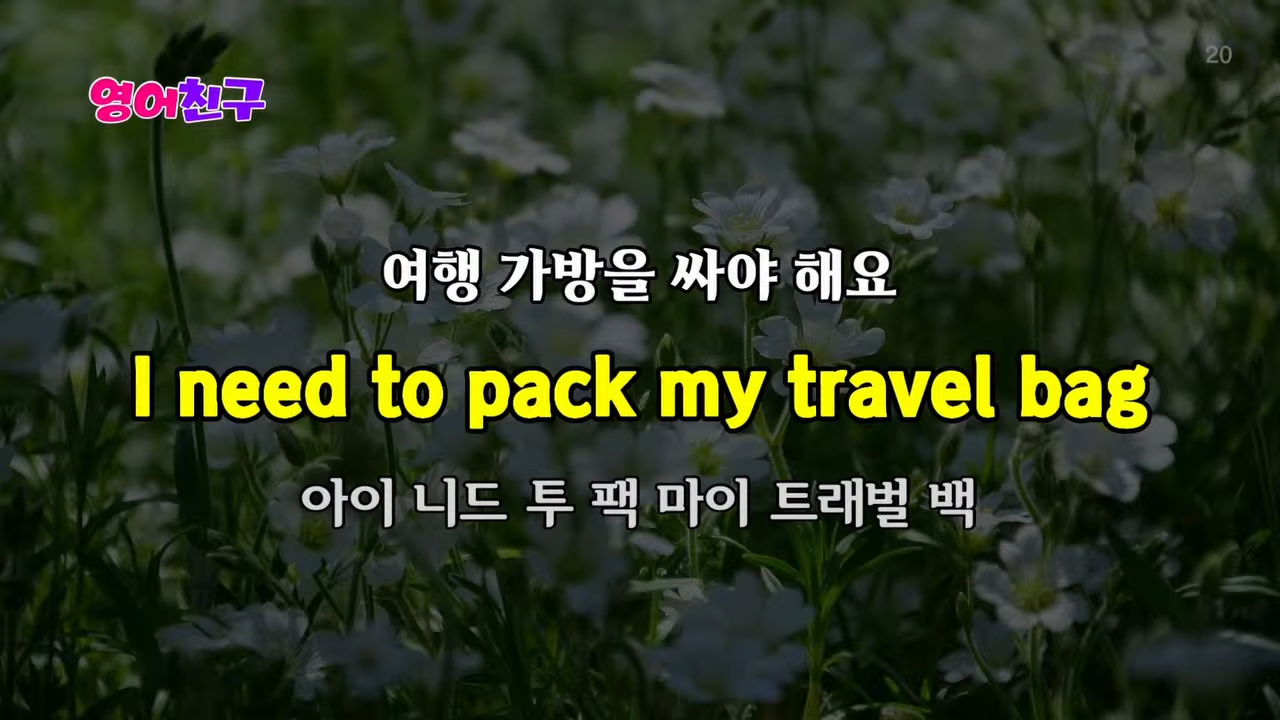 영어친구
20
여행 가방을 싸야 해요
I need to pack my travel bag
아이 니드 투 팩 마이 트래벌 백